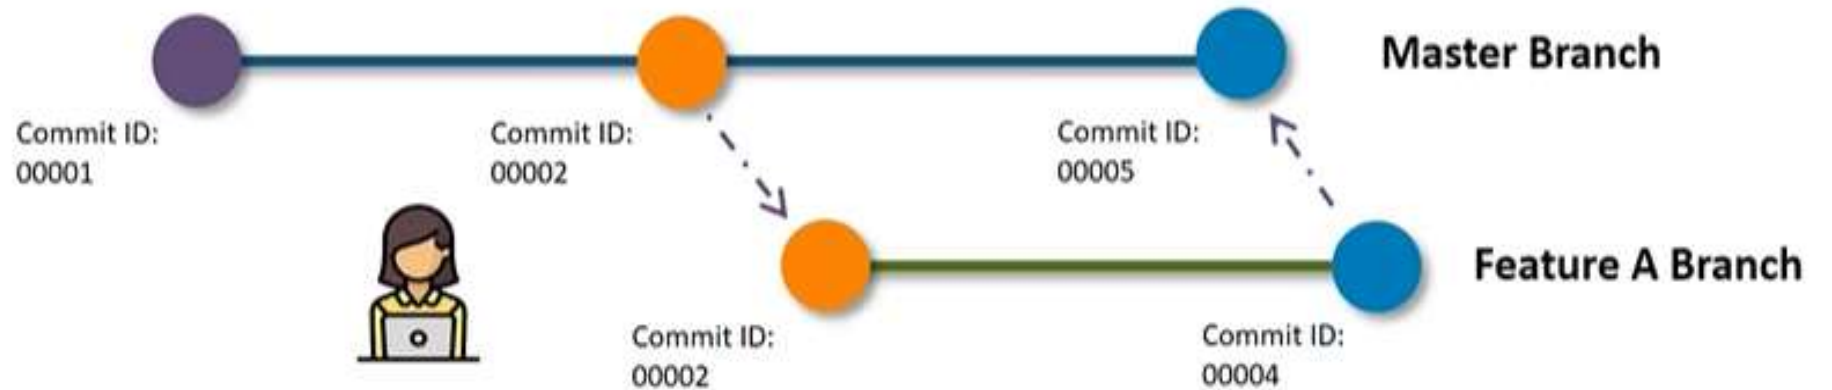 Master Branch
Commit ID:
00001
Commit ID:
00002
Commit ID:
00005
Feature A Branch
Commit ID:
00002
Commit ID:
00004